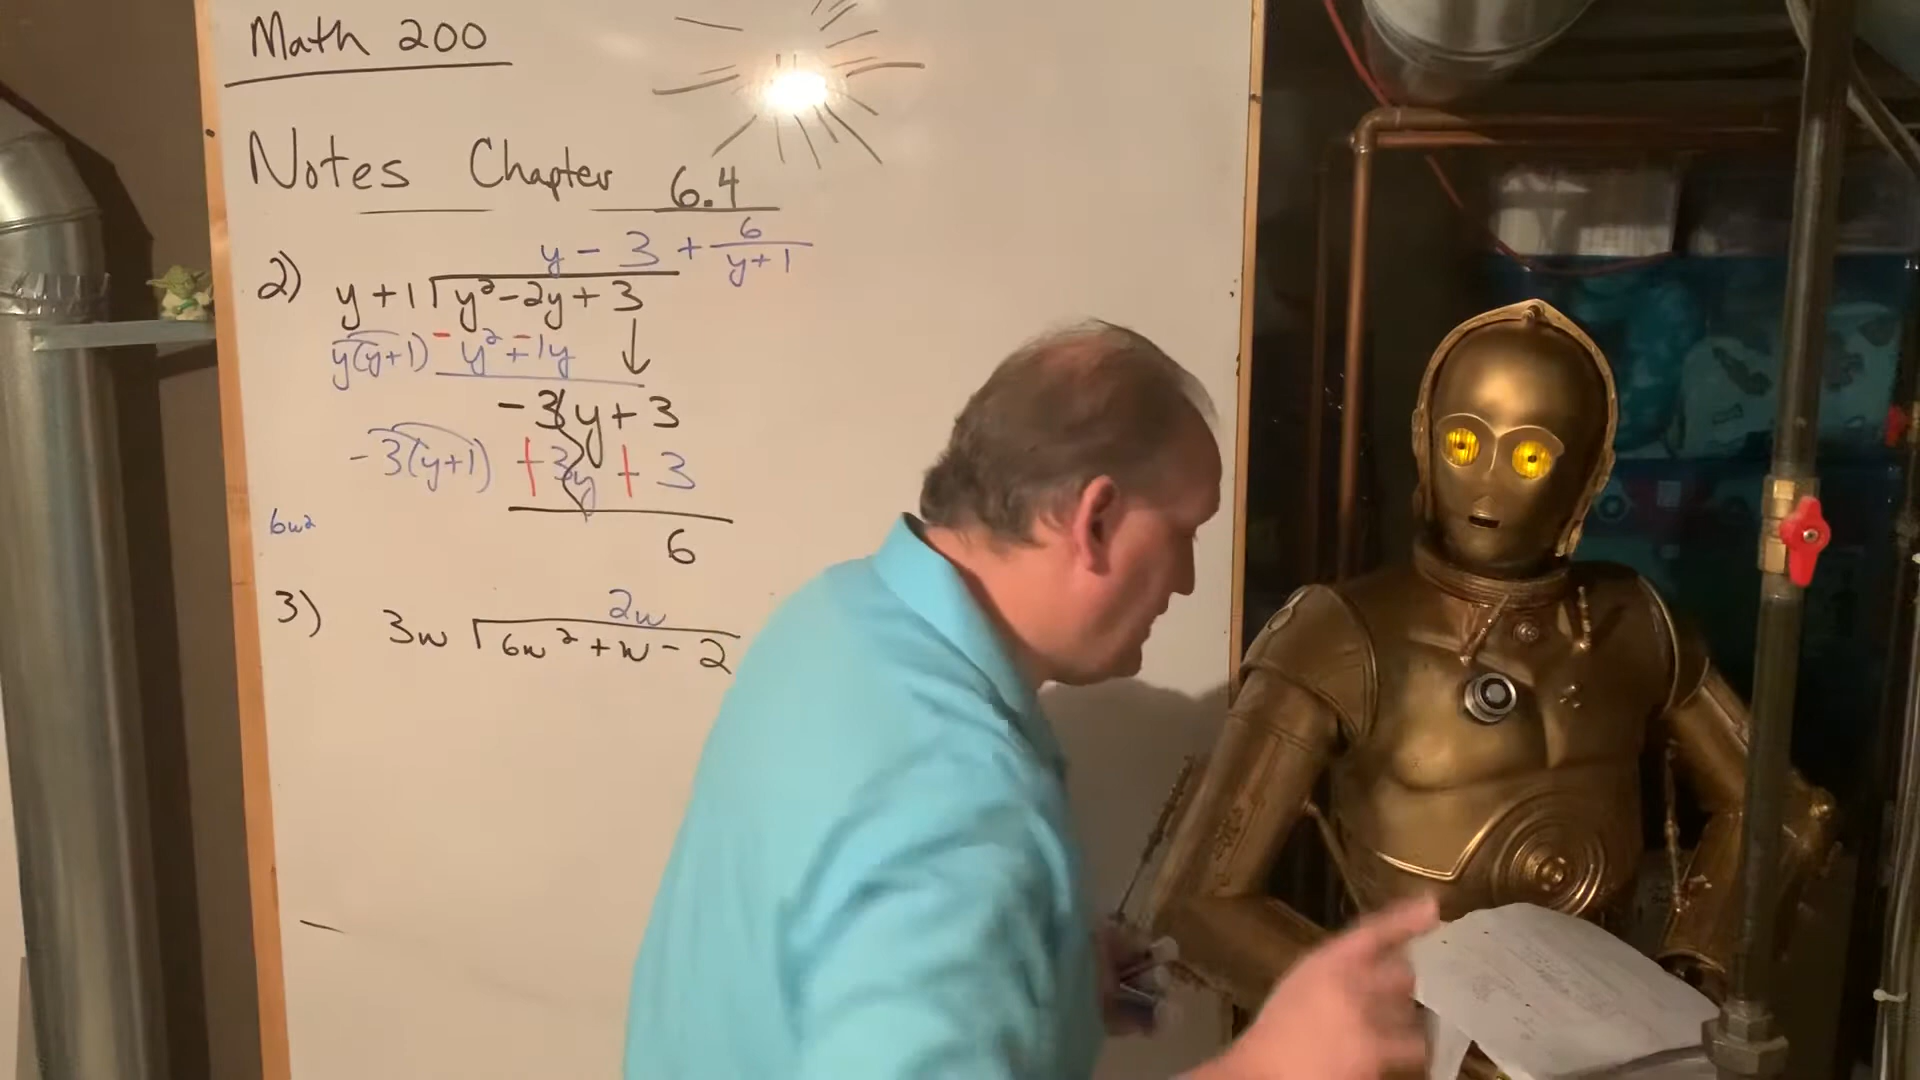 Math 200
Notes Chapter 6.4
y - 3 + 6/(y+1)
2) y + 1 √ y² - 2y + 3
y(y+1) - y² + - 1y
-3y + 3
-3(y+1) + 3y + 3
6w²
6
2w
3) 3w √ 6w² + w - 2